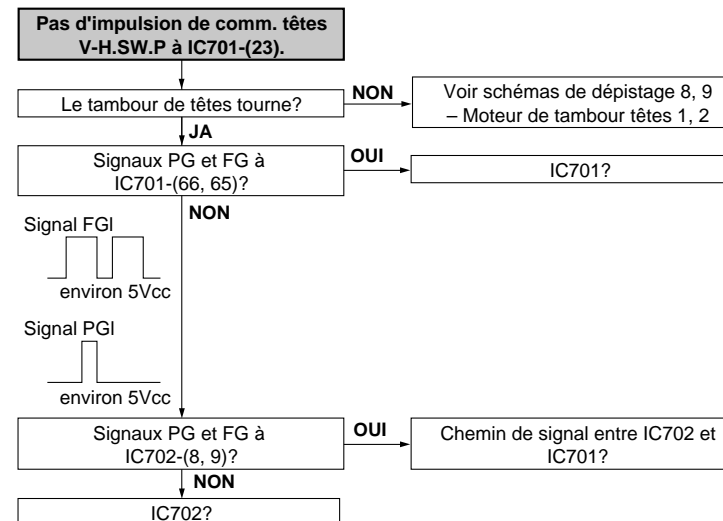 Pas d'impulsion de comm. têtes
V-H.SW.P à IC701-(23).
Le tambour de têtes tourne?
NON
Voir schémas de dépistage 8, 9
– Moteur de tambour têtes 1, 2
JA
Signaux PG et FG à
IC701-(66, 65)?
OUI
IC701?
NON
Signal FGI
environ 5Vcc
Signal PGI
environ 5Vcc
Signaux PG et FG à
IC702-(8, 9)?
OUI
Chemin de signal entre IC702 et
IC701?
NON
IC702?